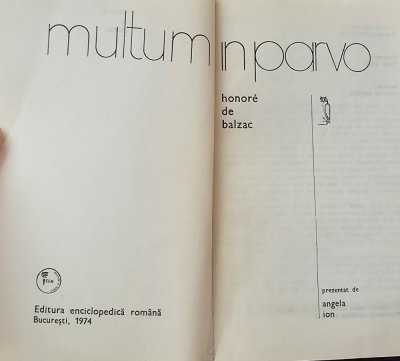 multum in parvo
honoré
de
balzac
prezentat de
angela
ion
Editura enciclopedică română
București, 1974